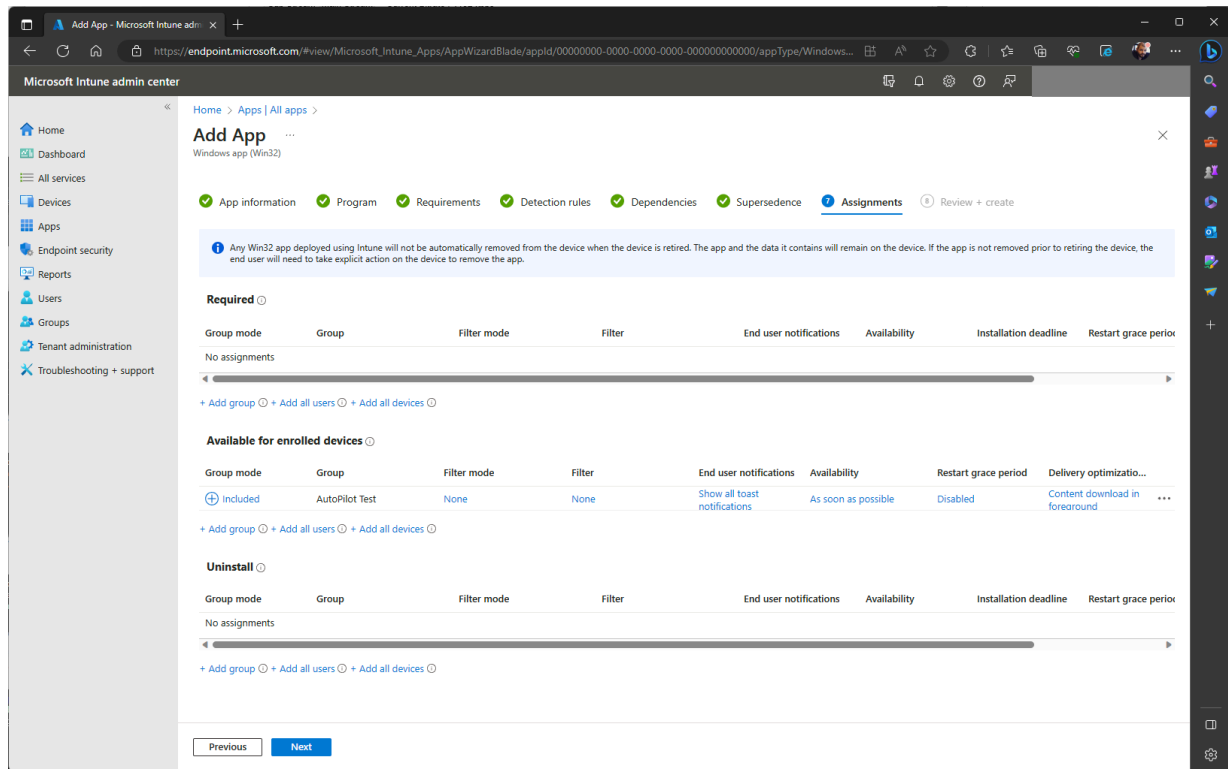 Add App - Microsoft Intune adm
https://endpoint.microsoft.com/#view/Microsoft_Intune_Apps/AppWizardBlade/appId/00000000-0000-0000-0000-000000000000/appType/Windows...
Microsoft Intune admin center
Home
Dashboard
All services
Devices
Apps
Endpoint security
Reports
Users
Groups
Tenant administration
Troubleshooting + support
Home > Apps | All apps >
Add App ...
Windows app (Win32)
App information Program Requirements Detection rules Dependencies Supersedence 7 Assignments 8 Review + create
Any Win32 app deployed using Intune will not be automatically removed from the device when the device is retired. The app and the data it contains will remain on the device. If the app is not removed prior to retiring the device, the
end user will need to take explicit action on the device to remove the app.
Required
Group mode Group Filter mode Filter End user notifications Availability Installation deadline Restart grace period
No assignments
+ Add group + Add all users + Add all devices
Available for enrolled devices
Group mode Group Filter mode Filter End user notifications Availability Restart grace period Delivery optimizatio...
Included AutoPilot Test None None Show all toast notifications As soon as possible Disabled Content download in foreground
+ Add group + Add all users + Add all devices
Uninstall
Group mode Group Filter mode Filter End user notifications Availability Installation deadline Restart grace period
No assignments
+ Add group + Add all users + Add all devices
Previous Next